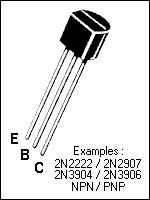 E
B
C
Examples :
2N2222 / 2N2907
2N3904 / 2N3906
NPN / PNP